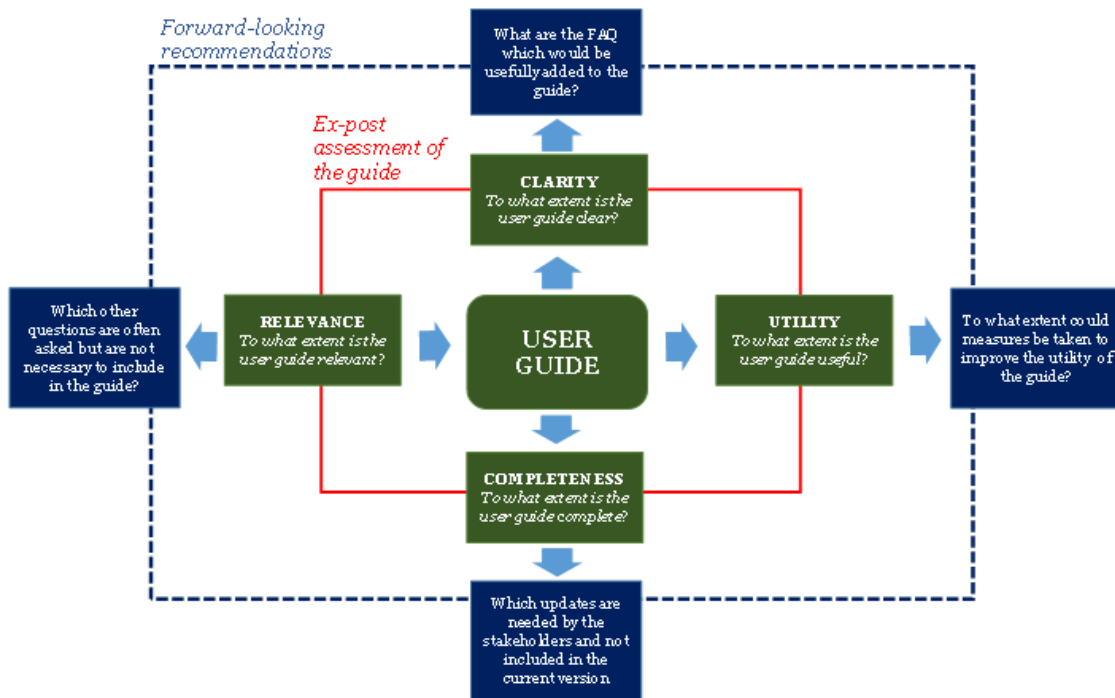 Forward-looking
recommendations
What are the FAQ
which would be
usefully added to the
guide?
Ex-post
assessment of
the guide
CLARITY
To what extent is the
user guide clear?
Which other
questions are often
asked but are not
necessary to include
in the guide?
RELEVANCE
To what extent is the
user guide relevant?
USER
GUIDE
UTILITY
To what extent is the
user guide useful?
To what extent could
measures be taken to
improve the utility of
the guide?
COMPLETENESS
To what extent is the
user guide complete?
Which updates are
needed by the
stakeholders and not
included in the
current version